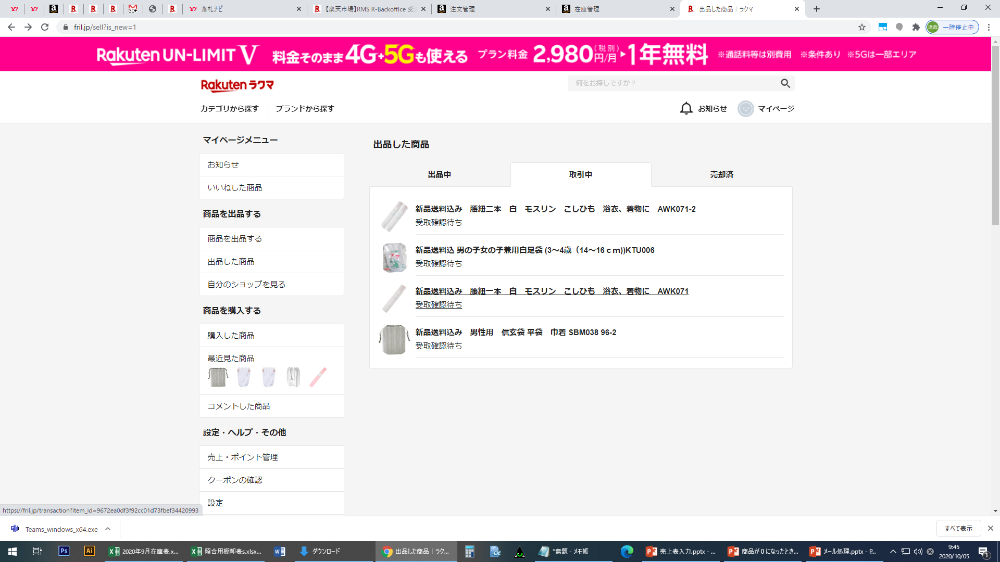 落札ナビ
【楽天市場】RMS R-Backoffice 受
注文管理
在庫管理
出品した商品｜ラクマ
fril.jp/sell?is_new=1
一時停止中
Rakuten UN-LIMIT V 料金そのまま 4G+5Gも使える プラン料金 2,980円/月(税別)▶1年無料 ※通話料等は別費用 ※条件あり ※5Gは一部エリア
Rakuten ラクマ
何をお探しですか？
カテゴリから探す
ブランドから探す
お知らせ
マイページ
マイページメニュー
お知らせ
いいねした商品
商品を出品する
商品を出品する
出品した商品
自分のショップを見る
商品を購入する
購入した商品
最近見た商品
コメントした商品
設定・ヘルプ・その他
売上・ポイント管理
クーポンの確認
設定
出品した商品
出品中
取引中
売却済
新品送料込み　腰紐二本　白　モスリン　こしひも　浴衣、着物に　AWK071-2
受取確認待ち
新品送料込 男の子女の子兼用白足袋 (3～4歳（14～16ｃm))KTU006
受取確認待ち
新品送料込み　腰紐一本　白　モスリン　こしひも　浴衣、着物に　AWK071
受取確認待ち
新品送料込み　男性用　信玄袋 平袋　巾着 SBM038 96-2
受取確認待ち
https://fril.jp/transaction?item_id=9672ea0df3f92cc01d73fbef34420993
Teams_windows_x64.exe
すべて表示
2020年9月在庫表.x...
照合用棚卸表s.xlsx...
ダウンロード
出品した商品｜ラク...
*無題 - メモ帳
売上表入力.pptx - ...
商品が０になったとき...
メール処理.pptx - P...
9:45
2020/10/05